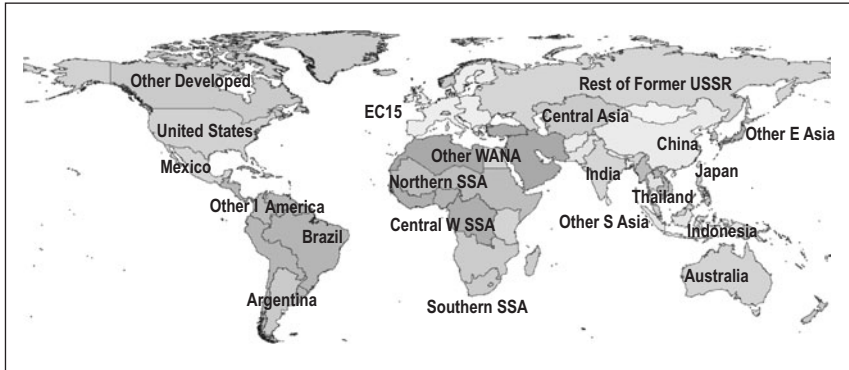 Other Developed
Rest of Former USSR
EC15
Central Asia
United States
China
Other E Asia
Other WANA
Mexico
India
Japan
Northern SSA
Thailand
Other l America
Central W SSA
Other S Asia
Brazil
Indonesia
Australia
Argentina
Southern SSA